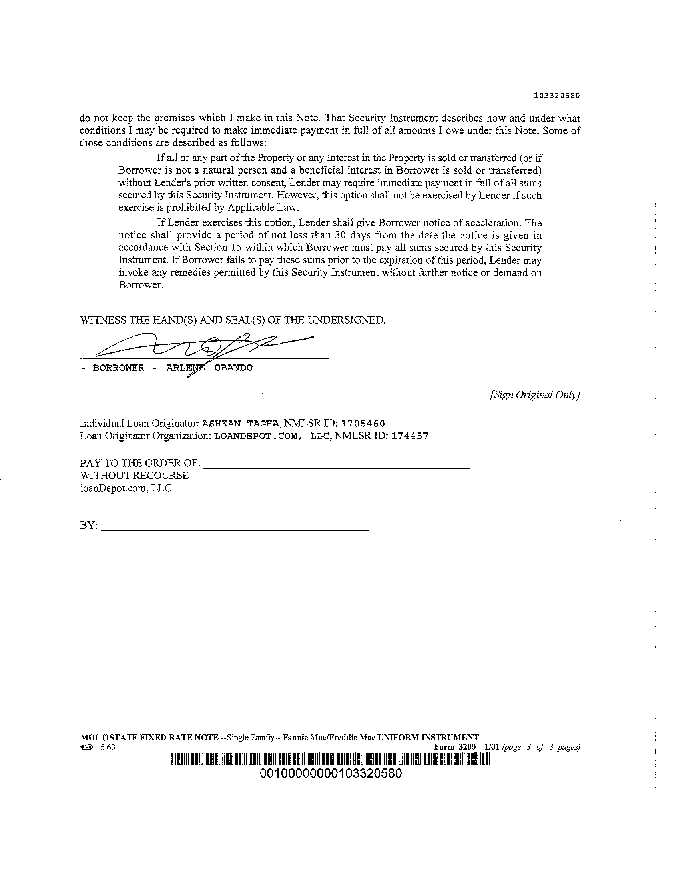 103320580
do not keep the promises which I make in this Note. That Security Instrument describes how and under what
conditions I may be required to make immediate payment in full of all amounts I owe under this Note. Some of
those conditions are described as follows:
If all or any part of the Property or any Interest in the Property is sold or transferred (or if
Borrower is not a natural person and a beneficial interest in Borrower is sold or transferred)
without Lender's prior written consent, Lender may require immediate payment in full of all sums
secured by this Security Instrument. However, this option shall not be exercised by Lender if such
exercise is prohibited by Applicable Law.
If Lender exercises this option, Lender shall give Borrower notice of acceleration. The
notice shall provide a period of not less than 30 days from the date the notice is given in
accordance with Section 15 within which Borrower must pay all sums secured by this Security
Instrument. If Borrower fails to pay these sums prior to the expiration of this period, Lender may
invoke any remedies permitted by this Security Instrument without further notice or demand on
Borrower.
WITNESS THE HAND(S) AND SEAL(S) OF THE UNDERSIGNED.
- BORROWER - ARLENE OBANDO
[Sign Original Only]
Individual Loan Originator: ASHKAN TAFFA, NMLSR ID: 1705460
Loan Originator Organization: LOANDEPOT.COM, LLC, NMLSR ID: 174457
PAY TO THE ORDER OF:
WITHOUT RECOURSE
loanDepot.com, LLC
BY:
MULTISTATE FIXED RATE NOTE --Single Family-- Fannie Mae/Freddie Mac UNIFORM INSTRUMENT
Form 3200 1/01 (page 3 of 3 pages)
00100000000103320580